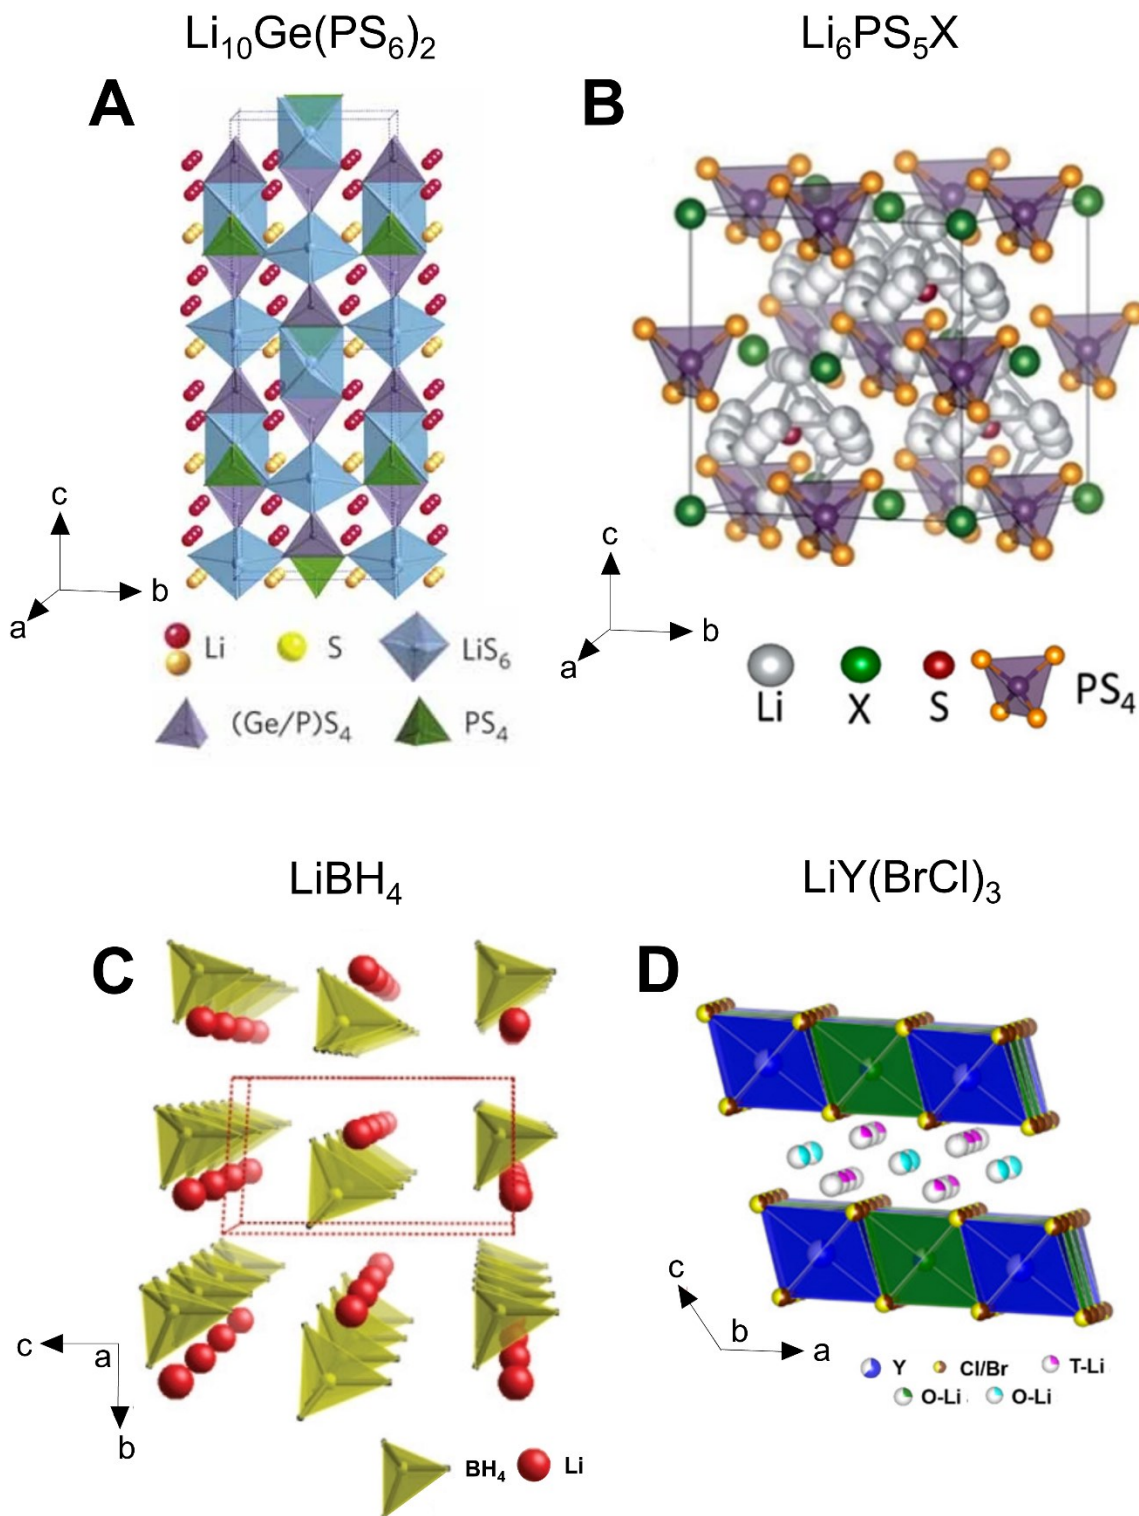 Li₁₀Ge(PS₆)₂
Li₆PS₅X
A
B
c
b
a
Li
S
LiS₆
(Ge/P)S₄
PS₄
c
b
a
Li
X
S
PS₄
LiBH₄
LiY(BrCl)₃
C
D
c
a
b
BH₄
Li
c
b
a
Y
Cl/Br
T-Li
O-Li
O-Li